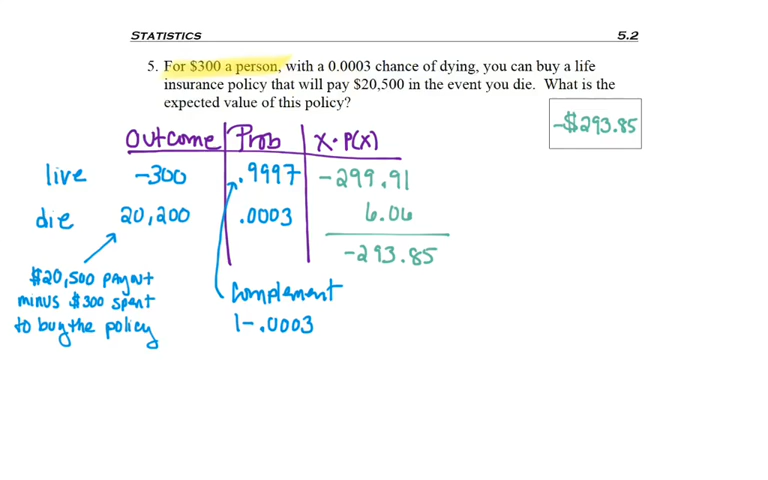 STATISTICS 5.2
5. For $300 a person, with a 0.0003 chance of dying, you can buy a life
insurance policy that will pay $20,500 in the event you die. What is the
expected value of this policy?
-$293.85
Outcome Prob X·P(X)
live -300 .9997 -299.91
die 20,200 .0003 6.06
-293.85
$20,500 payout
minus $300 spent
to buy the policy
Complement
1-.0003